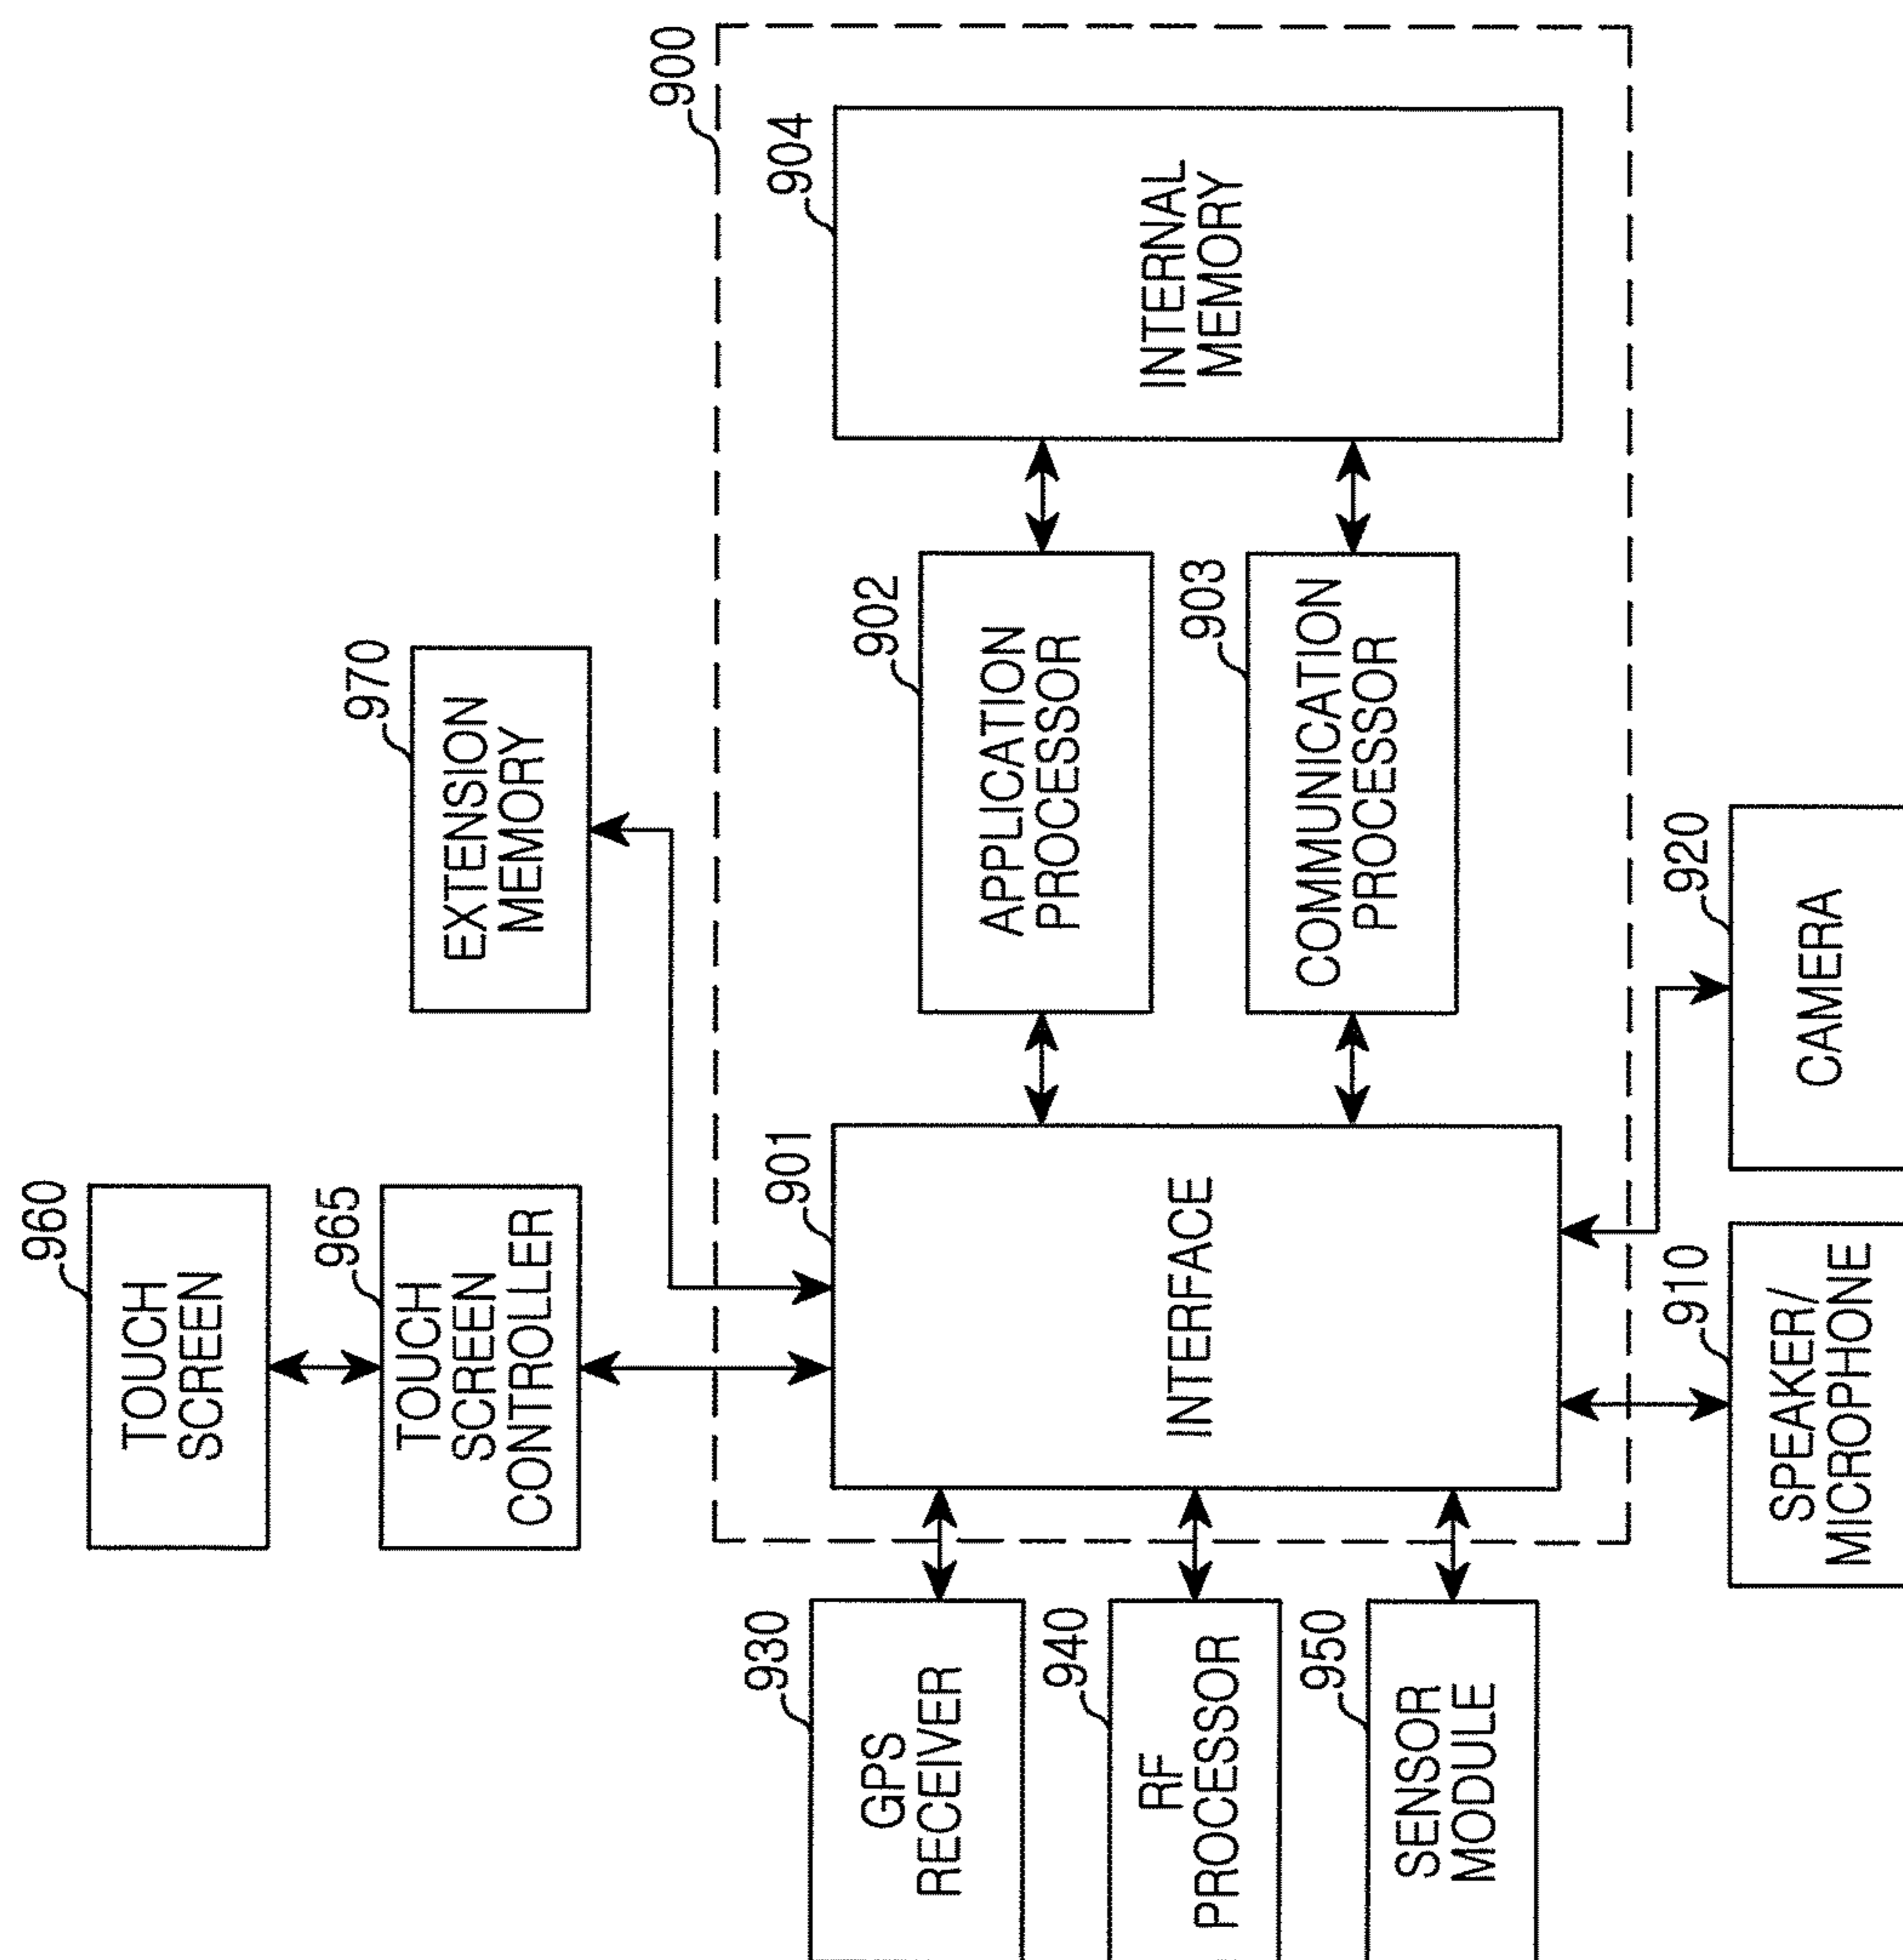 960
TOUCH
SCREEN
965
TOUCH
SCREEN
CONTROLLER
970
EXTENSION
MEMORY
900
901
INTERFACE
902
APPLICATION
PROCESSOR
903
COMMUNICATION
PROCESSOR
904
INTERNAL
MEMORY
930
GPS
RECEIVER
940
RF
PROCESSOR
950
SENSOR
MODULE
910
SPEAKER/
MICROPHONE
920
CAMERA